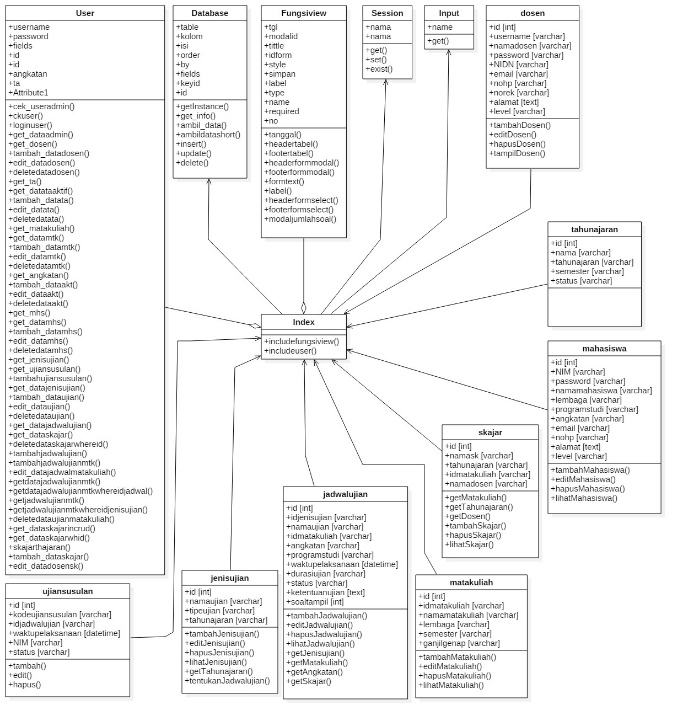 User
+username
+password
+fields
+id
+id
+angkatan
+ta
+Attribute1
+cek_useradmin()
+ckuser()
+loginuser()
+get_dataadmin()
+get_dosen()
+tambah_datadosen()
+edit_datadosen()
+deletedatadosen()
+get_ta()
+get_datataaktif()
+tambah_datata()
+edit_datata()
+deletedatata()
+get_matakuliah()
+get_datamtk()
+tambah_datamtk()
+edit_datamtk()
+deletedatamtk()
+get_angkatan()
+tambah_dataakt()
+edit_dataakt()
+deletedataakt()
+get_mhs()
+get_datamhs()
+tambah_datamhs()
+edit_datamhs()
+deletedatamhs()
+get_jenisujian()
+get_ujiansusulan()
+tambahujiansusulan()
+get_datajenisujian()
+tambah_dataujian()
+edit_dataujian()
+deletedataujian()
+get_datajadwalujian()
+get_dataskajar()
+deletedataskajarwhereid()
+tambahjadwalujian()
+tambahjadwalujianmtk()
+edit_datajadwalmatakuliah()
+getdatajadwalujianmtk()
+getdatajadwalujianmtkwhereidjadwal()
+getjadwalujianmtk()
+getjadwalujianmtkwhereidjenisujian()
+deletedataujianmatakuliah()
+get_dataskajarincrud()
+get_dataskajarwhid()
+skajarthajaran()
+tambah_dataskajar()
+edit_datadosensk()
Database
+table
+kolom
+isi
+order
+by
+fields
+keyid
+id
+getInstance()
+get_info()
+ambil_data()
+ambildatashort()
+insert()
+update()
+delete()
Fungsiview
+tgl
+modalid
+tittle
+idform
+style
+simpan
+label
+type
+name
+required
+no
+tanggal()
+headertabel()
+footertabel()
+headerformmodal()
+footerformmodal()
+formtext()
+label()
+headerformselect()
+footerformselect()
+modaljumlahsoal()
Session
+nama
+nama
+get()
+set()
+exist()
Input
+name
+get()
dosen
+id [int]
+username [varchar]
+namadosen [varchar]
+password [varchar]
+NIDN [varchar]
+email [varchar]
+nohp [varchar]
+norek [varchar]
+alamat [text]
+level [varchar]
+tambahDosen()
+editDosen()
+hapusDosen()
+tampilDosen()
tahunajaran
+id [int]
+nama [varchar]
+tahunajaran [varchar]
+semester [varchar]
+status [varchar]
Index
+includefungsiview()
+includeuser()
mahasiswa
+id [int]
+NIM [varchar]
+password [varchar]
+namamahasiswa [varchar]
+lembaga [varchar]
+programstudi [varchar]
+angkatan [varchar]
+email [varchar]
+nohp [varchar]
+alamat [text]
+level [varchar]
+tambahMahasiswa()
+editMahasiswa()
+hapusMahasiswa()
+lihatMahasiswa()
skajar
+id [int]
+namask [varchar]
+tahunajaran [varchar]
+idmatakuliah [varchar]
+namadosen [varchar]
+getMatakuliah()
+getTahunajaran()
+getDosen()
+tambahSkajar()
+hapusSkajar()
+lihatSkajar()
jadwalujian
+id [int]
+idjenisujian [varchar]
+namaujian [varchar]
+idmatakuliah [varchar]
+angkatan [varchar]
+programstudi [varchar]
+waktupelaksanaan [datetime]
+durasiujian [varchar]
+status [varchar]
+ketentuanujian [text]
+soaltampil [int]
+tambahJadwalujian()
+editJadwalujian()
+hapusJadwalujian()
+lihatJadwalujian()
+getJenisujian()
+getMatakuliah()
+getAngkatan()
+getSkajar()
jenisujian
+id [int]
+namaujian [varchar]
+tipeujian [varchar]
+tahunajaran [varchar]
+tambahJenisujian()
+editJenisujian()
+hapusJenisujian()
+lihatJenisujian()
+getTahunajaran()
+tentukanJadwalujian()
matakuliah
+id [int]
+idmatakuliah [varchar]
+namamatakuliah [varchar]
+lembaga [varchar]
+semester [varchar]
+ganjilgenap [varchar]
+tambahMatakuliah()
+editMatakuliah()
+hapusMatakuliah()
+lihatMatakuliah()
ujiansusulan
+id [int]
+kodeujiansusulan [varchar]
+idjadwalujian [varchar]
+waktupelaksanaan [datetime]
+NIM [varchar]
+status [varchar]
+tambah()
+edit()
+hapus()